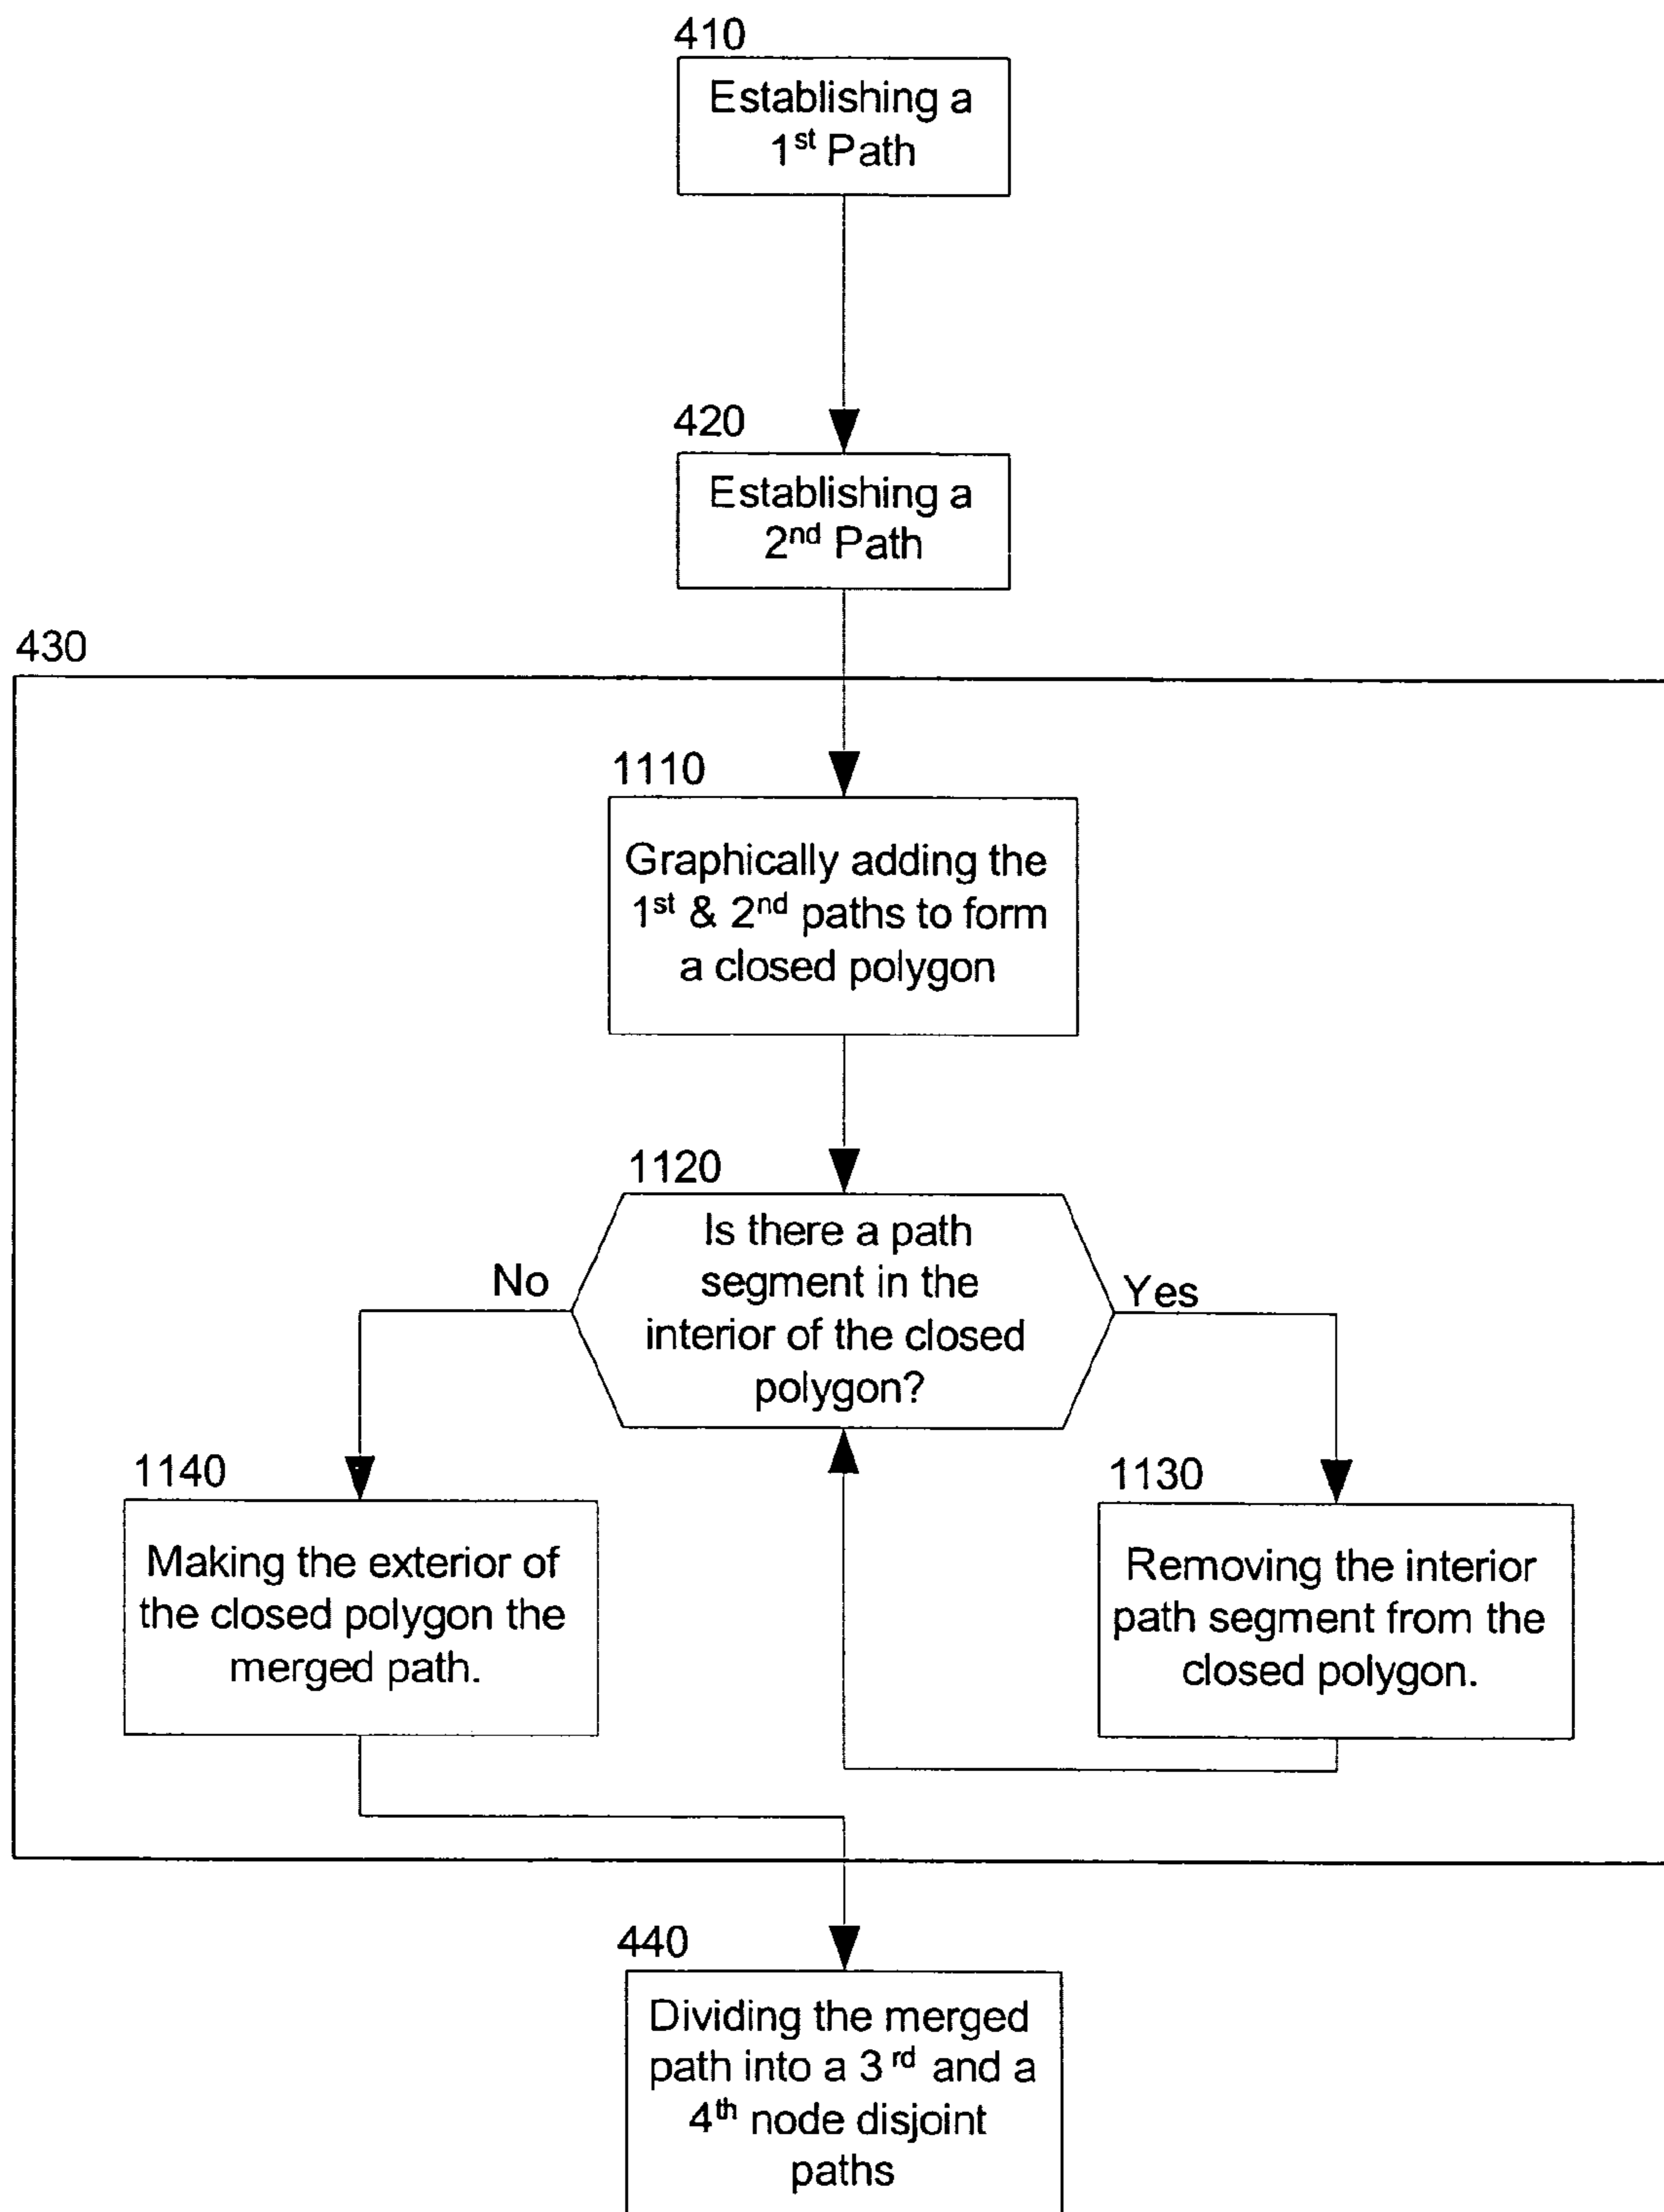 410
Establishing a
1st Path
420
Establishing a
2nd Path
430
1110
Graphically adding the
1st & 2nd paths to form
a closed polygon
1120
Is there a path
segment in the
interior of the closed
polygon?
No
Yes
1140
Making the exterior of
the closed polygon the
merged path.
1130
Removing the interior
path segment from the
closed polygon.
440
Dividing the merged
path into a 3 rd and a
4th node disjoint
paths